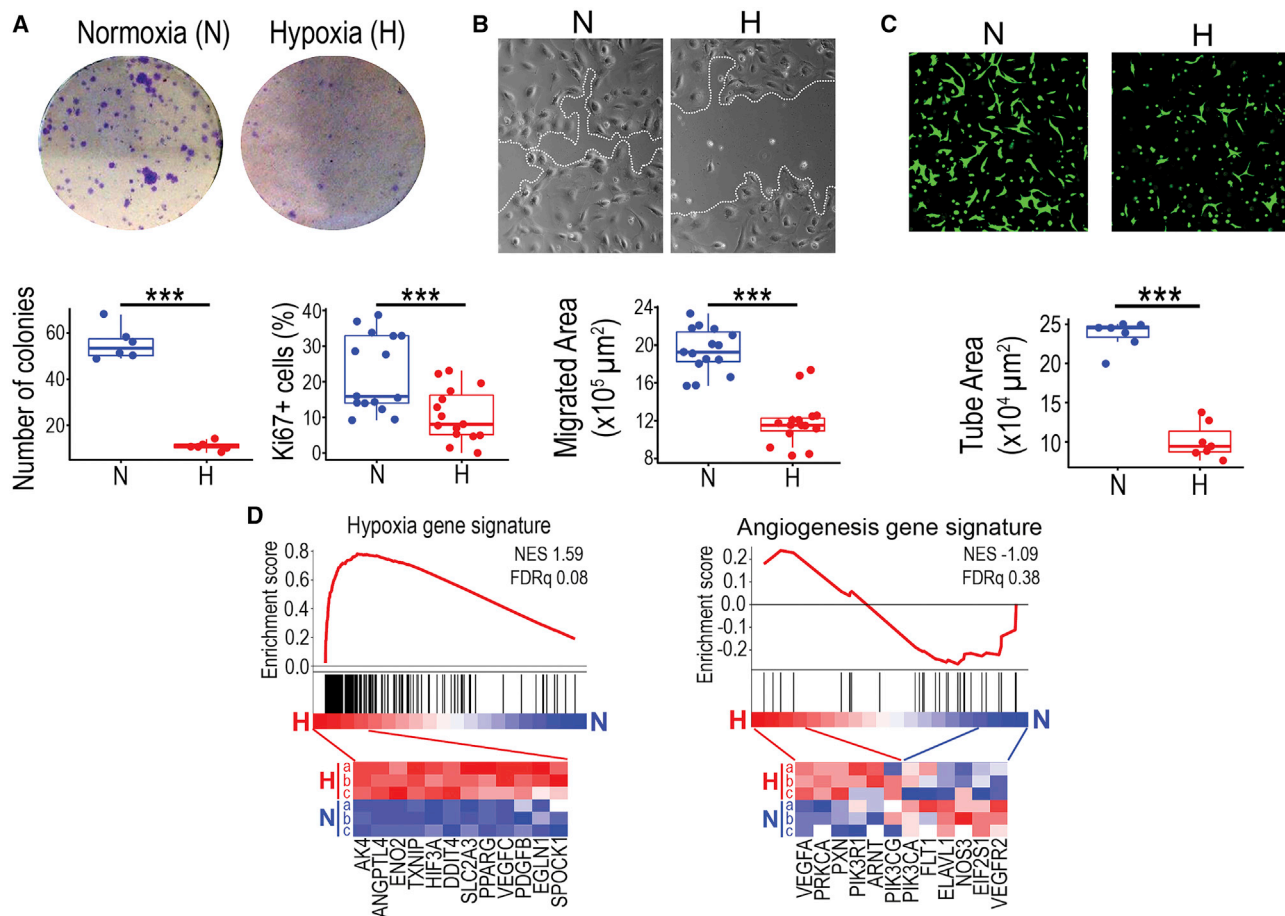 A
Normoxia (N)
Hypoxia (H)
B
N
H
C
N
H
Number of colonies
60
40
20
***
N
H
Ki67+ cells (%)
40
30
20
10
0
***
N
H
Migrated Area
(x10⁵ µm²)
24
20
16
12
8
***
N
H
Tube Area
(x10⁴ µm²)
25
20
15
10
***
N
H
D
Hypoxia gene signature
NES 1.59
FDRq 0.08
Enrichment score
0.8
0.6
0.4
0.2
0.0
H
N
H
a
b
c
N
a
b
c
AK4
ANGPTL4
ENO2
TXNIP
HIF3A
DDIT4
SLC2A3
PPARG
VEGFC
PDGFB
EGLN1
SPOCK1
Angiogenesis gene signature
NES -1.09
FDRq 0.38
Enrichment score
0.2
0.0
-0.1
-0.2
H
N
H
a
b
c
N
a
b
c
VEGFA
PRKCA
PXN
PIK3R1
ARNT
PIK3CG
PIK3CA
FLT1
ELAVL1
NOS3
EIF2S1
VEGFR2